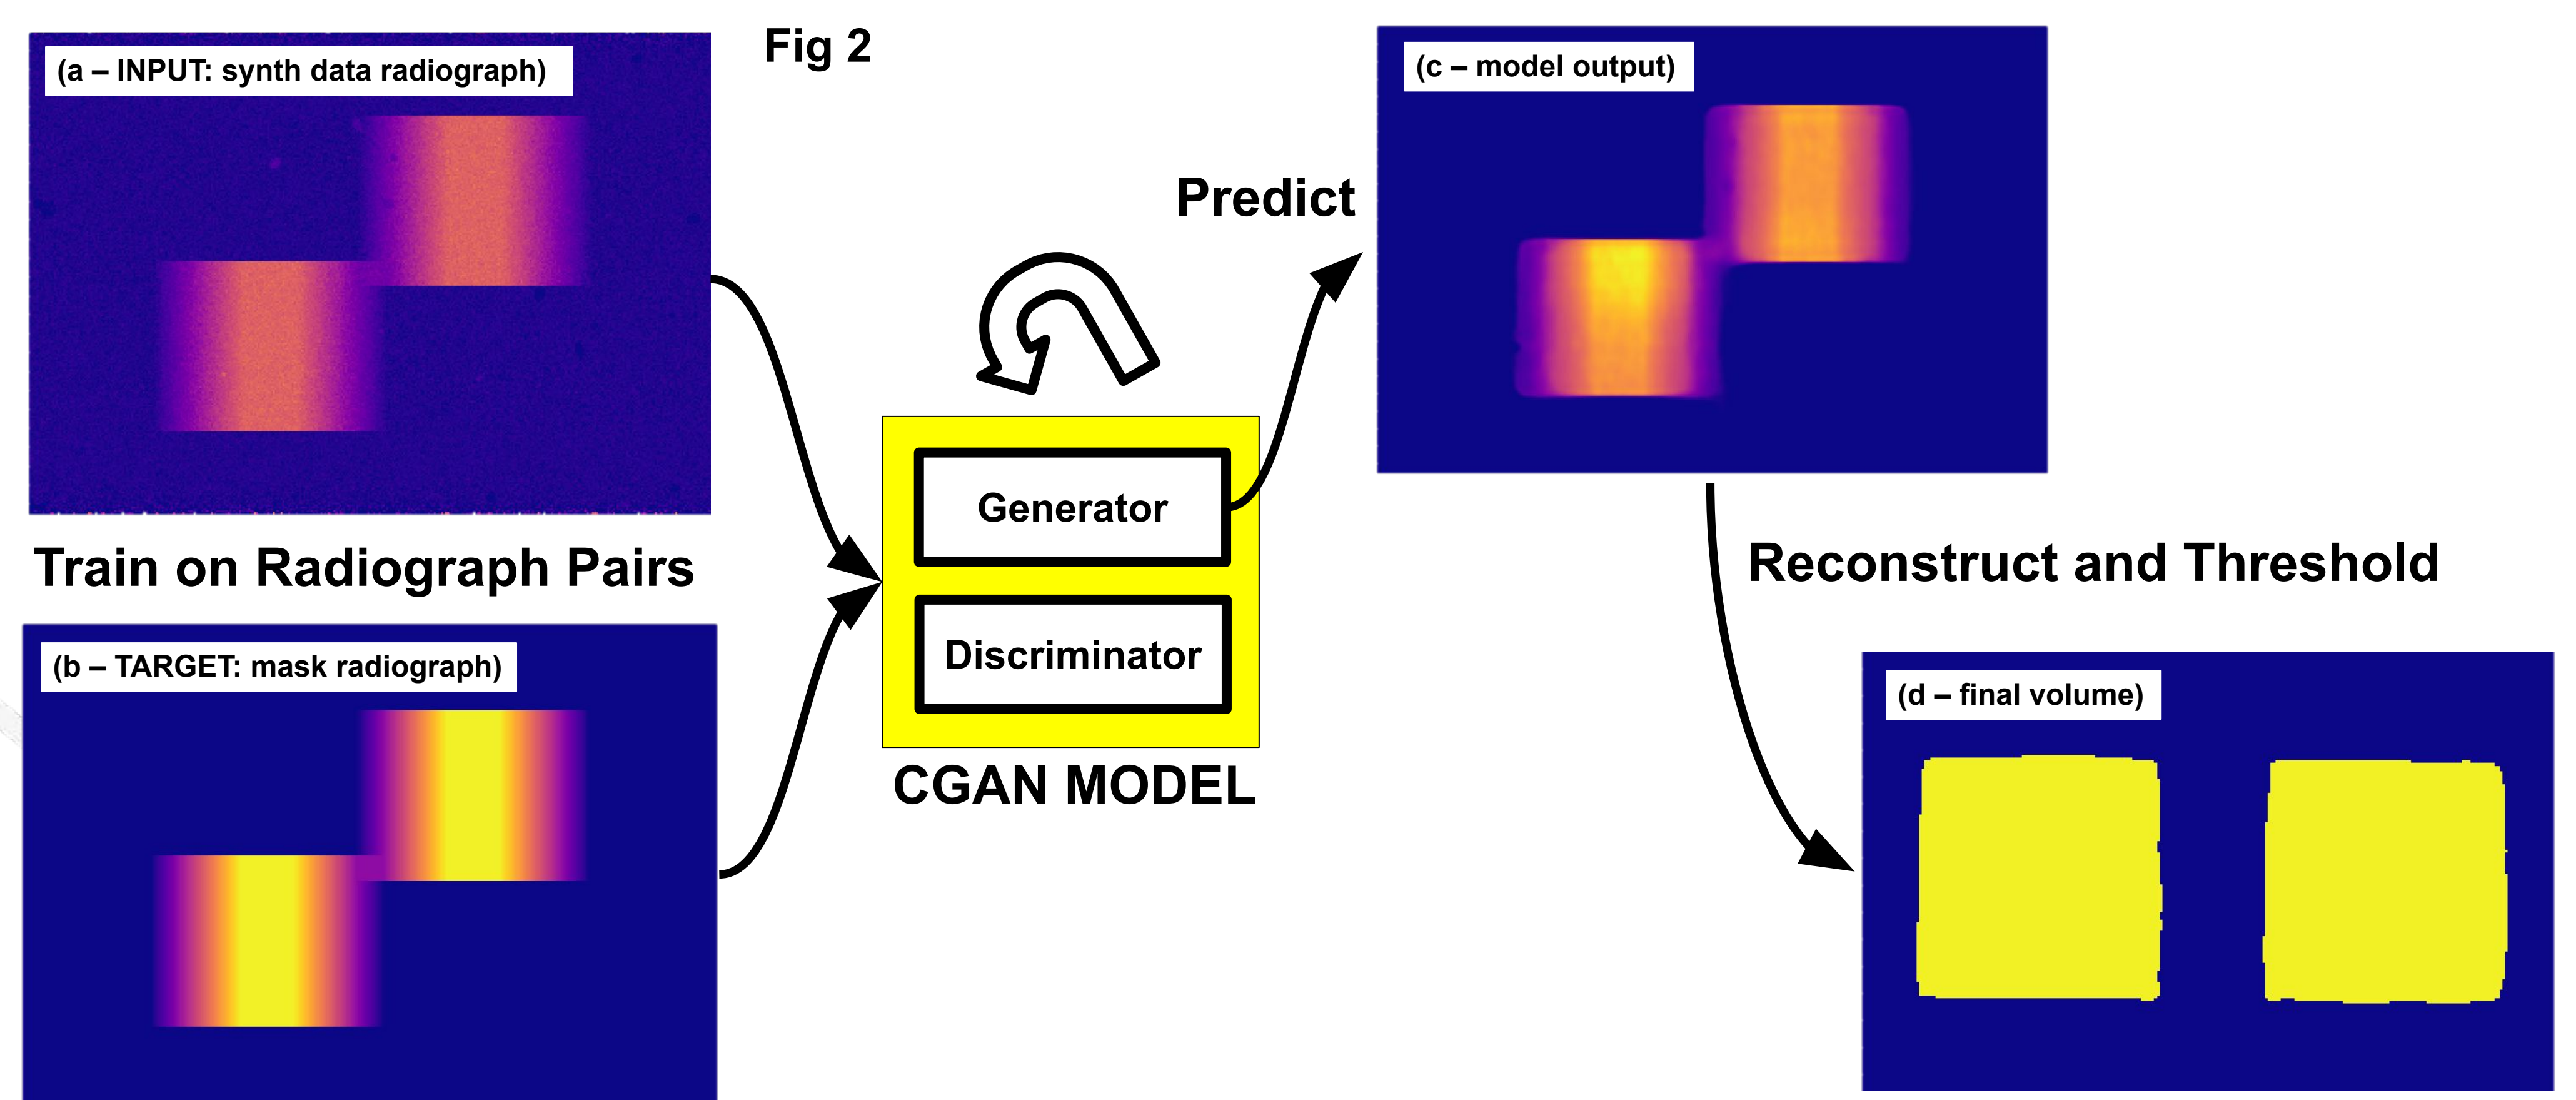 Fig 2
(a – INPUT: synth data radiograph)
Train on Radiograph Pairs
(b – TARGET: mask radiograph)
Generator
Discriminator
CGAN MODEL
Predict
(c – model output)
Reconstruct and Threshold
(d – final volume)